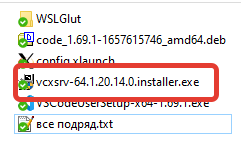 WSLGlut
code_1.69.1-1657615746_amd64.deb
config.xlaunch
vcxsrv-64.1.20.14.0.installer.exe
VSCodeUserSetup-x64-1.69.1.exe
все подряд.txt